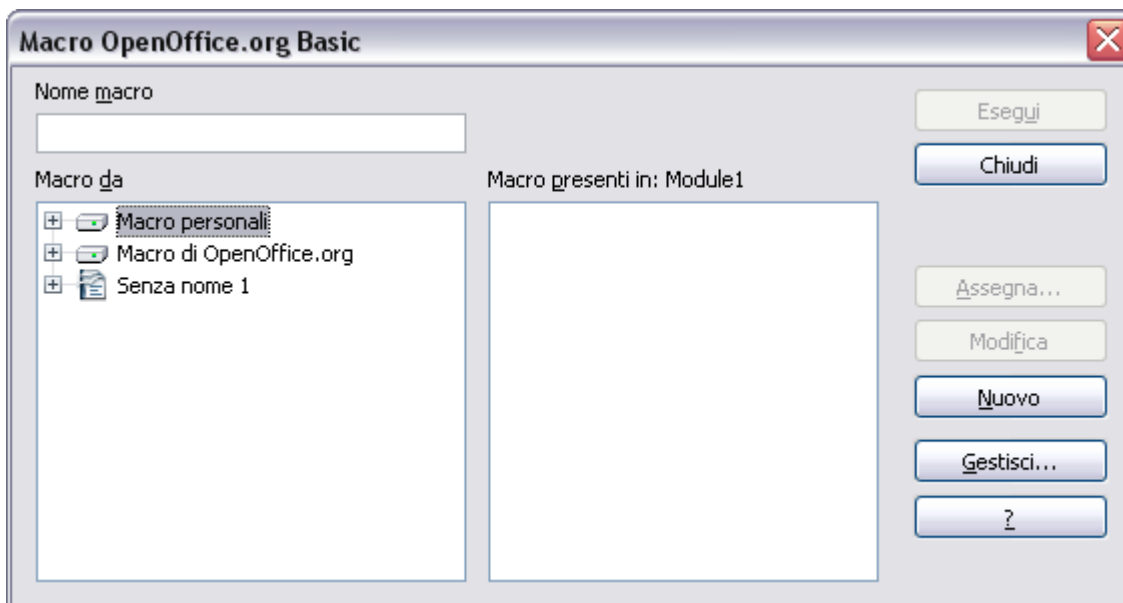 Macro OpenOffice.org Basic
Nome macro
Esegui
Chiudi
Macro da
Macro presenti in: Module1
Macro personali
Macro di OpenOffice.org
Senza nome 1
Assegna...
Modifica
Nuovo
Gestisci...
?